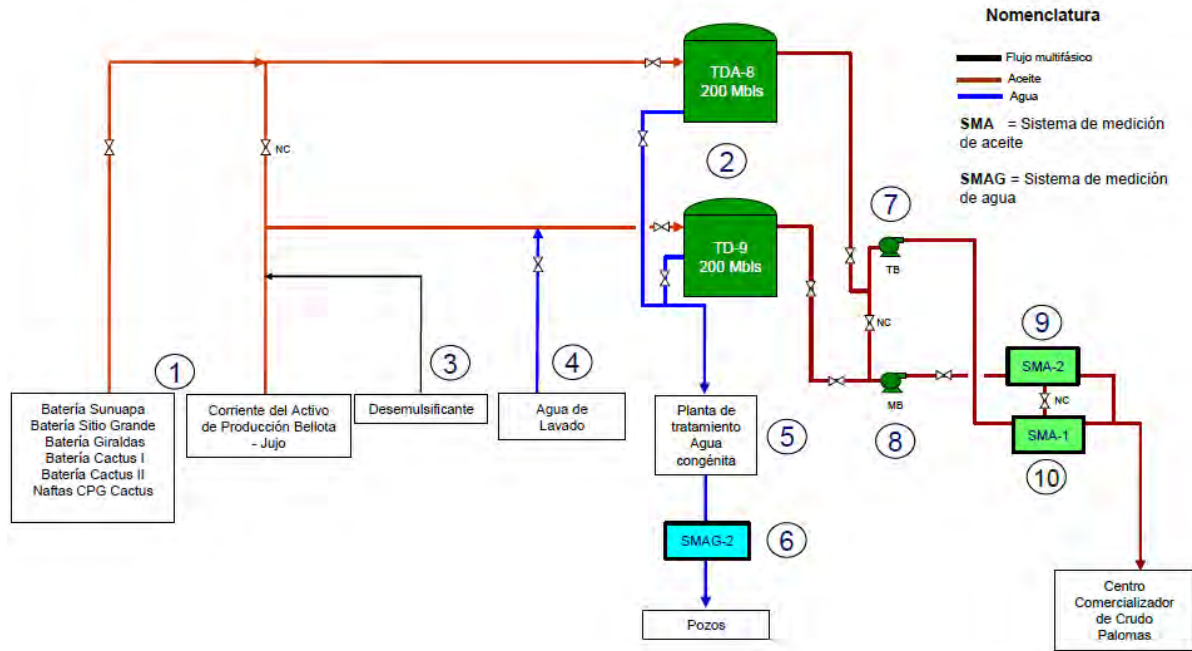 Nomenclatura
Flujo multifásico
Aceite
Agua
SMA = Sistema de medición
de aceite
SMAG = Sistema de medición
de agua
TDA-8
200 Mbls
NC
2
7
TD-9
200 Mbls
TB
NC
9
1
3
4
SMA-2
MB
NC
Batería Sunuapa
Batería Sitio Grande
Batería Giraldas
Batería Cactus I
Batería Cactus II
Naftas CPG Cactus
Corriente del Activo
de Producción Bellota
- Jujo
Desemulsificante
Agua de
Lavado
Planta de
tratamiento
Agua
congénita
5
8
SMA-1
10
SMAG-2
6
Pozos
Centro
Comercializador
de Crudo
Palomas